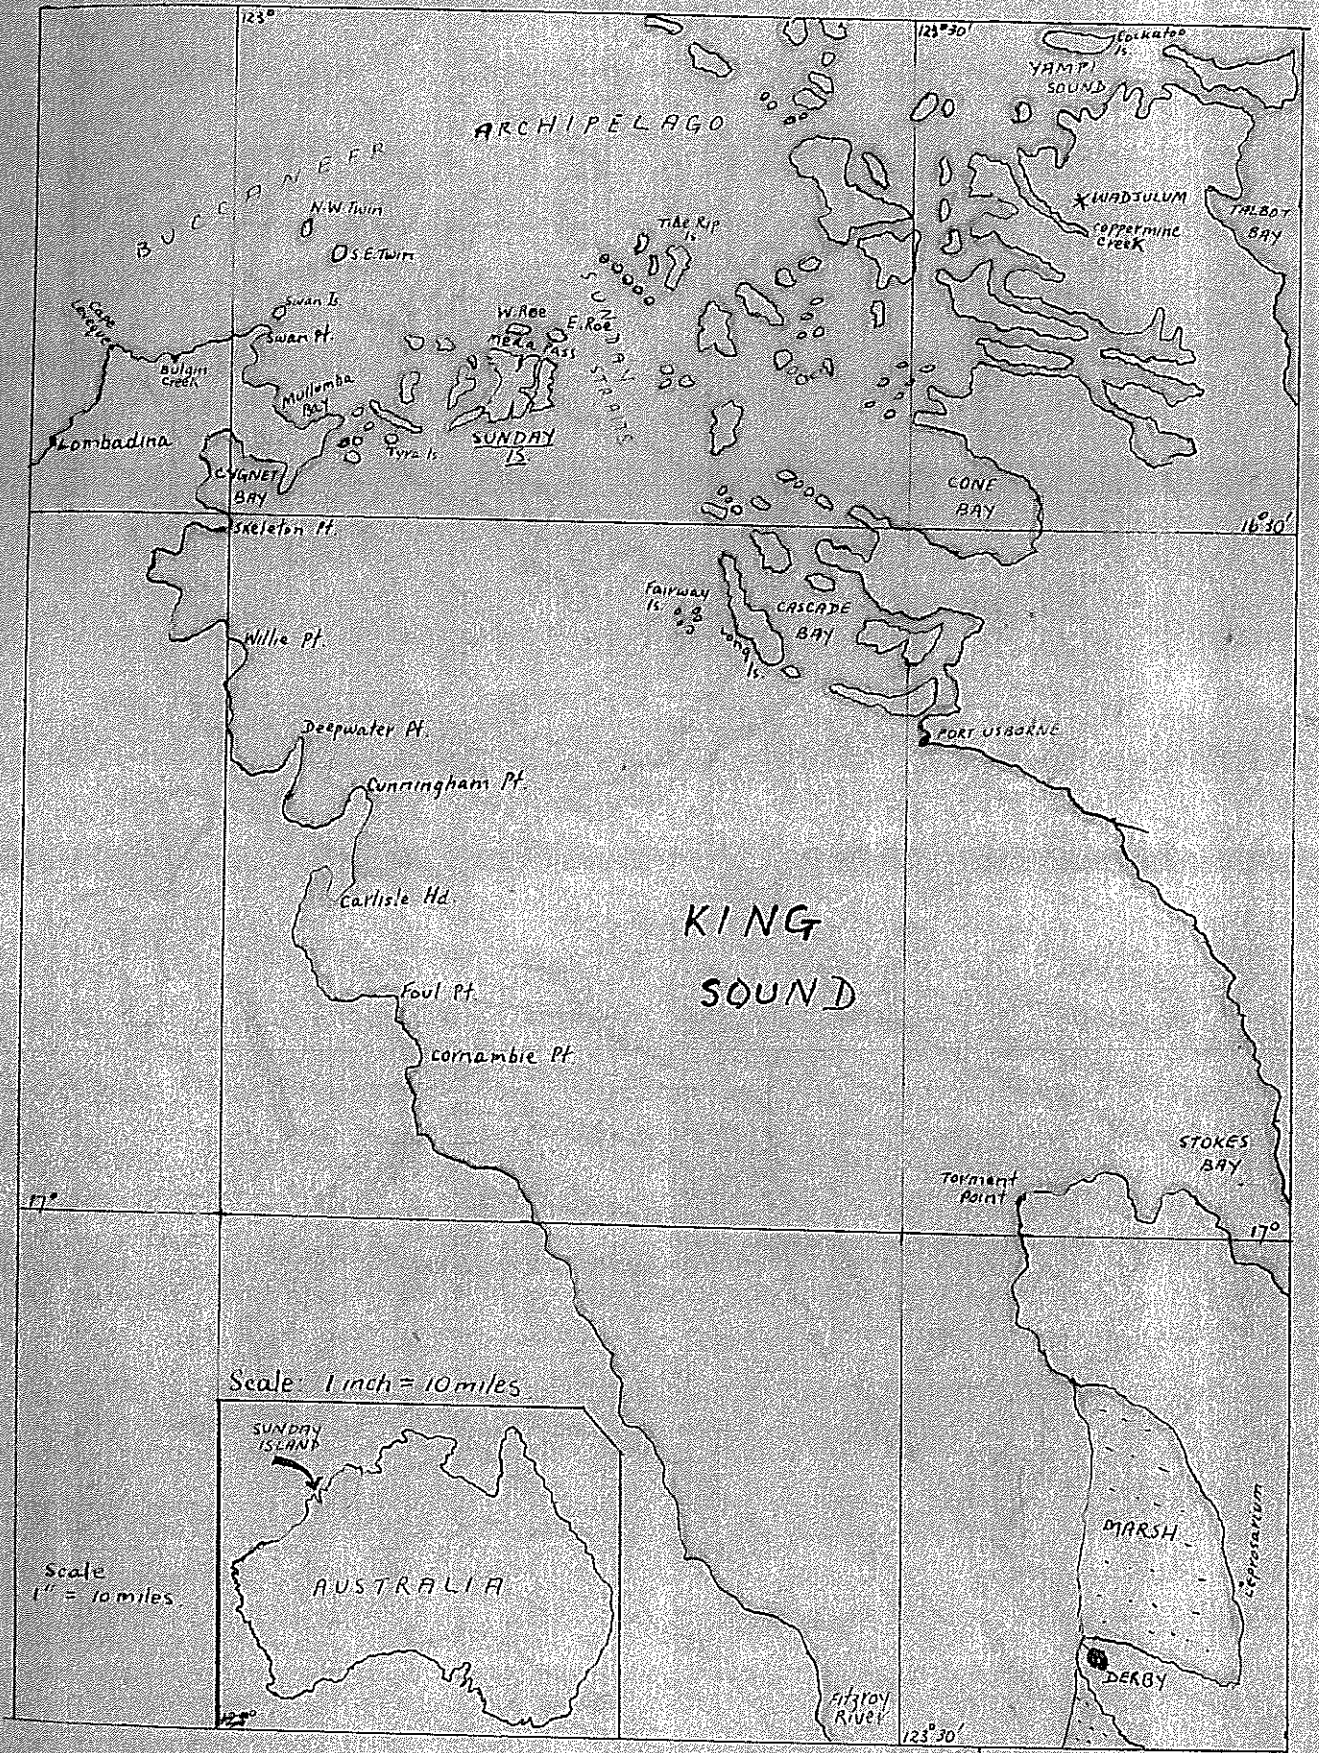 123°
123°30'
Cockatoo
Is.
YAMPI
SOUND
ARCHIPELAGO
BUCCANEER
N.W. Twin
S.E. Twin
X WADJULUM
Coppermine
Creek
TALBOT
BAY
Tide Rip
Is.
Swan Is
Cape
Leveque
Swan Pt.
W. Roe
E. Roe
MERA PASS
SUNDAY STRAIT
Bulgin
Creek
Mullumba
BAY
Lombadina
Tyra Is
SUNDAY
IS
CYGNET
BAY
CONE
BAY
16°30'
Skeleton Pt.
Fairway
Is.
CASCADE
BAY
Long
Is.
Willie Pt.
Deepwater Pt.
PORT USBORNE
Cunningham Pt.
Carlisle Hd
KING
SOUND
Foul Pt.
Cornambie Pt
STOKES
BAY
Torment
Point
17°
17°
Scale: 1 inch = 10 miles
SUNDAY
ISLAND
AUSTRALIA
Scale
1" = 10 miles.
MARSH
Leprosarium
DERBY
Fitzroy
River
123°
123°30'